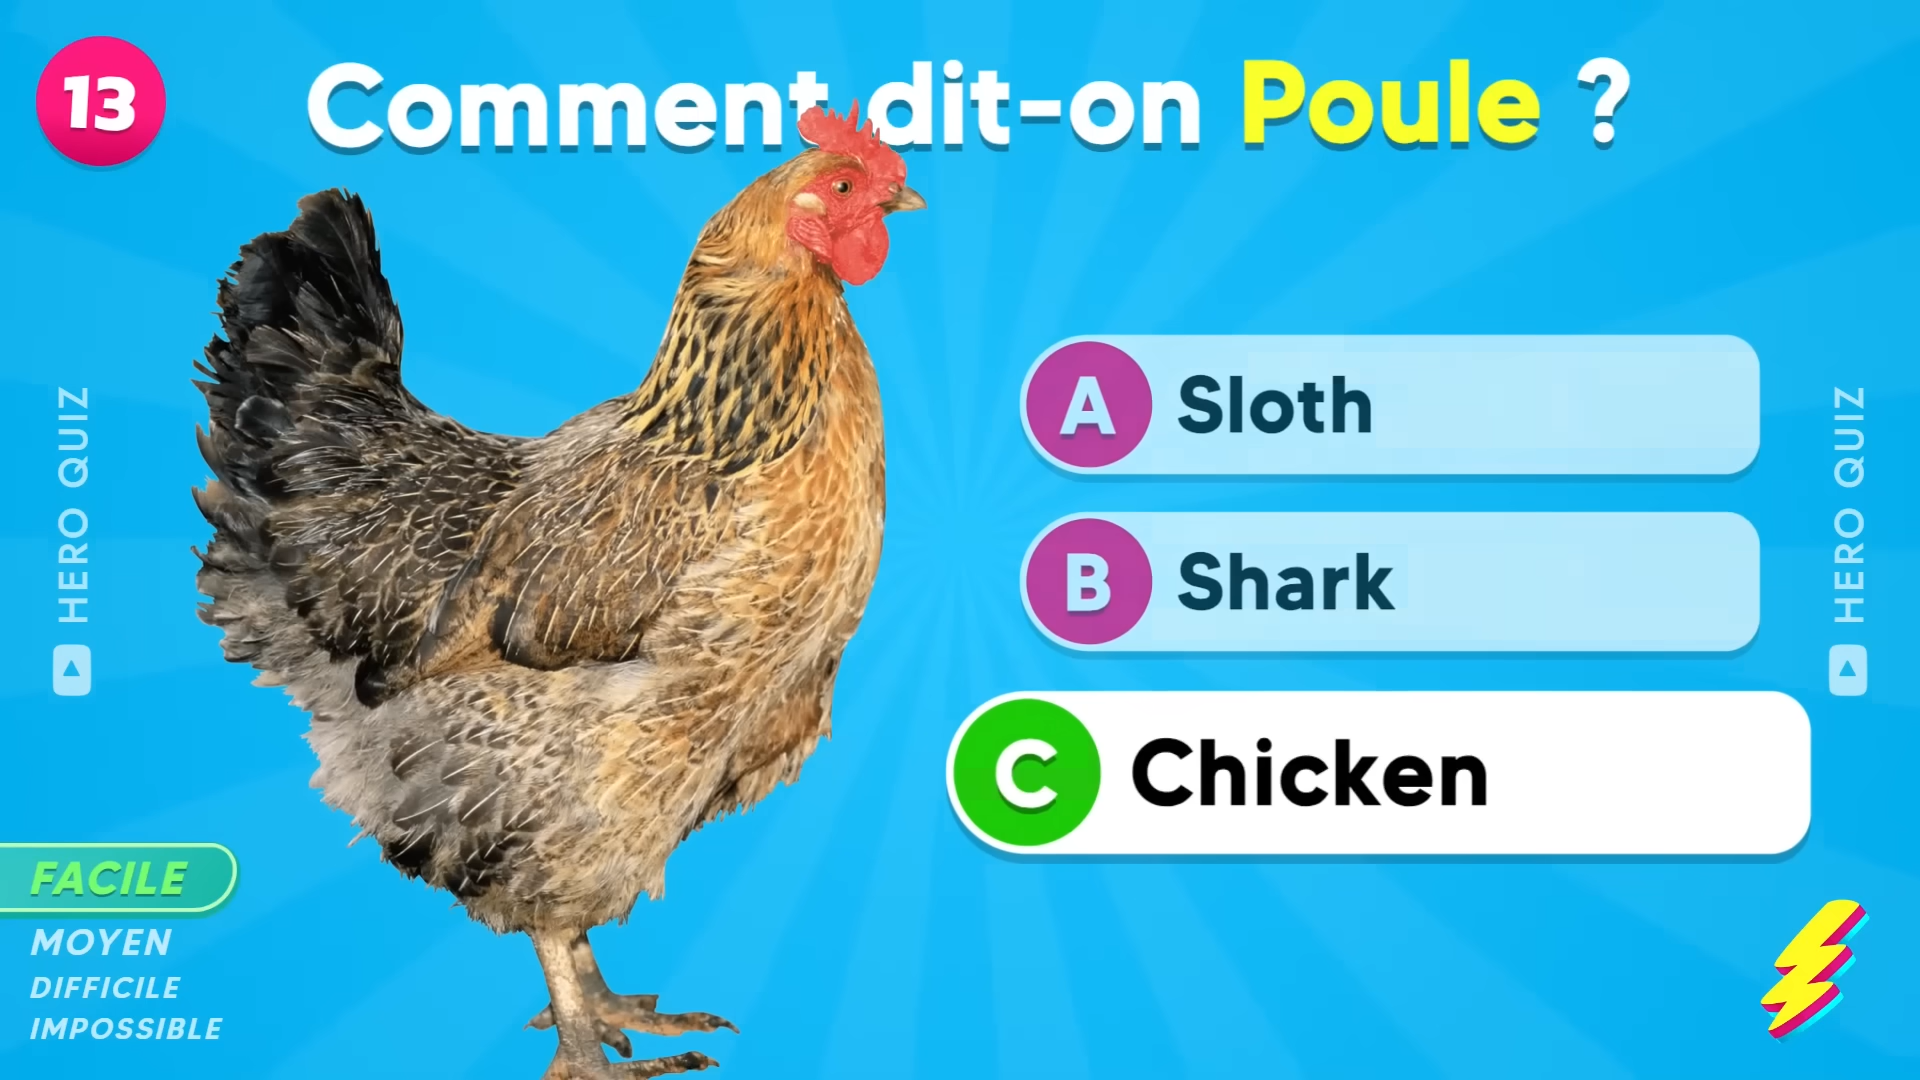 13
Comment dit-on Poule ?
A Sloth
B Shark
C Chicken
HERO QUIZ
HERO QUIZ
FACILE
MOYEN
DIFFICILE
IMPOSSIBLE